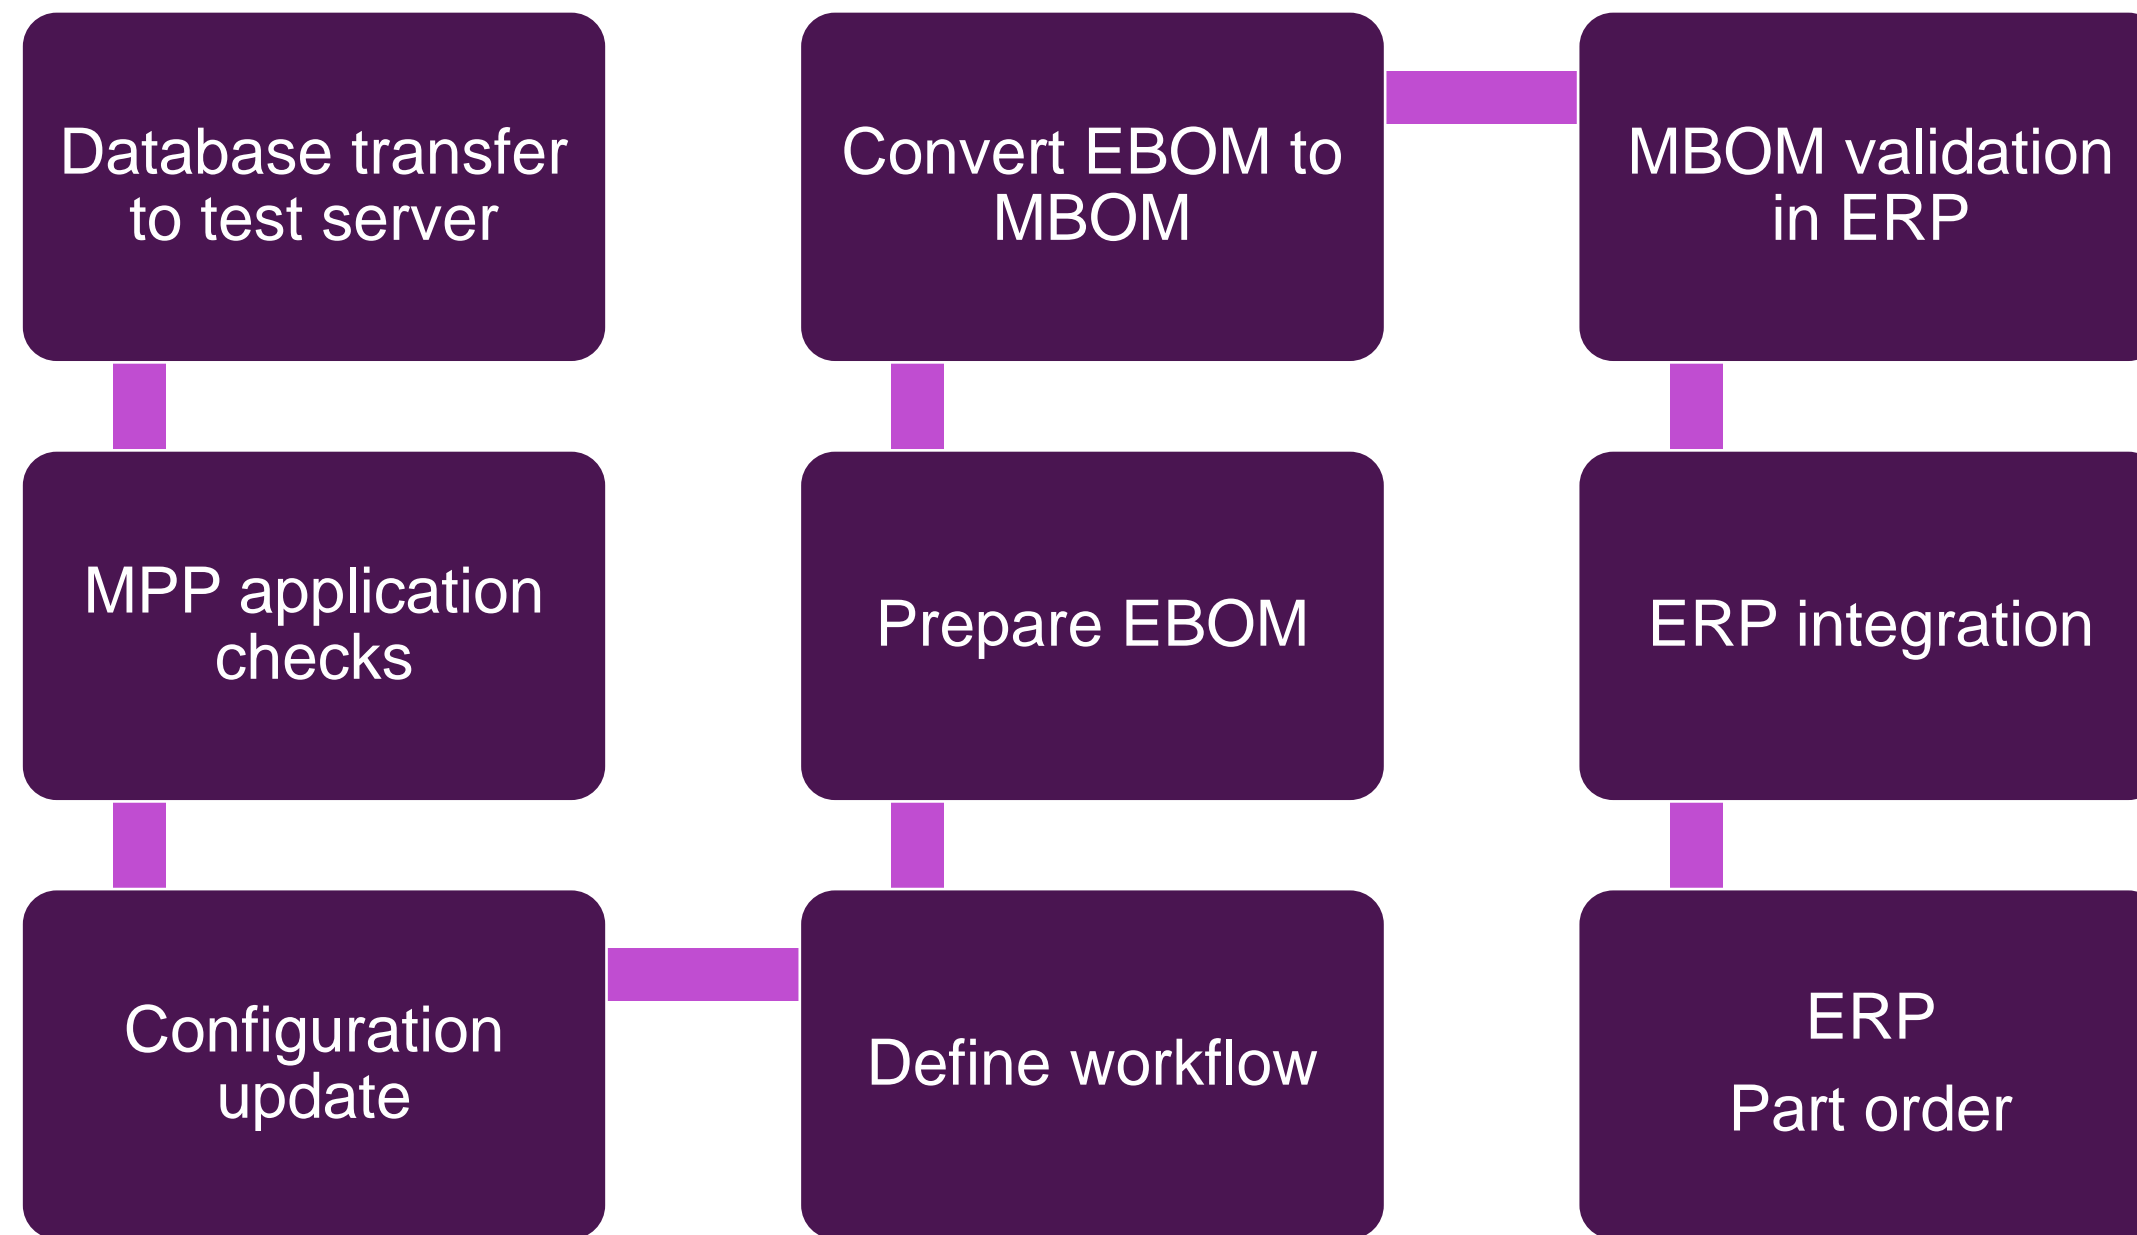 Database transfer
to test server
MPP application
checks
Configuration
update
Define workflow
Prepare EBOM
Convert EBOM to
MBOM
MBOM validation
in ERP
ERP integration
ERP
Part order